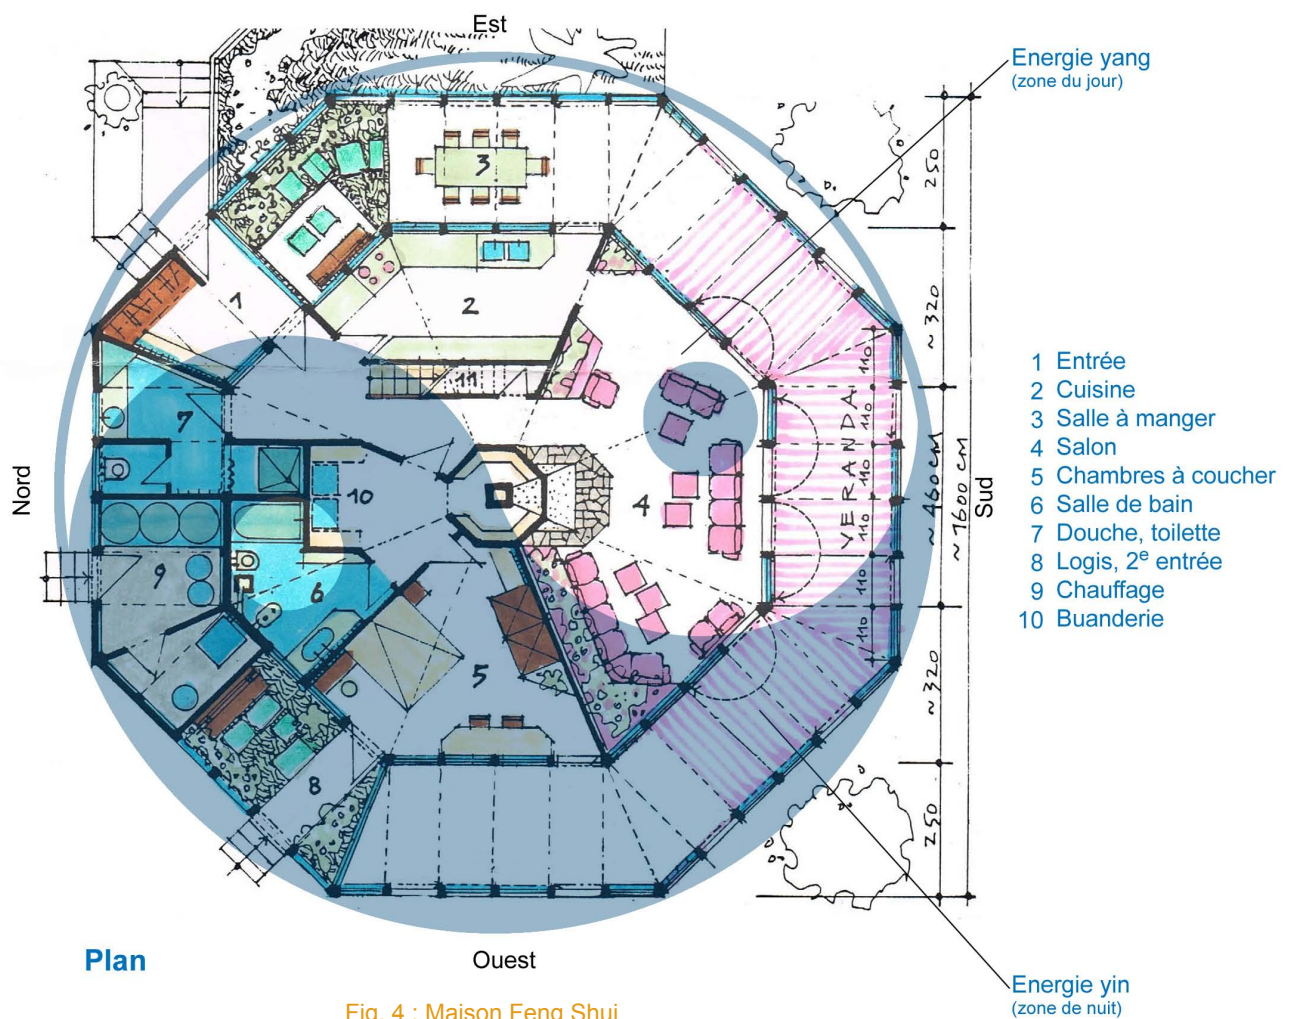 Est
Energie yang
(zone du jour)
250
3
1
2
~320
110
11
7
VERANDA
110
1 Entrée
2 Cuisine
3 Salle à manger
4 Salon
5 Chambres à coucher
6 Salle de bain
7 Douche, toilette
8 Logis, 2e entrée
9 Chauffage
10 Buanderie
Nord
10
4
110
~460 cm
~1600 cm
Sud
110
9
6
110
110
5
~320
8
250
Plan
Ouest
Energie yin
(zone de nuit)
Fig. 4 : Maison Feng Shui